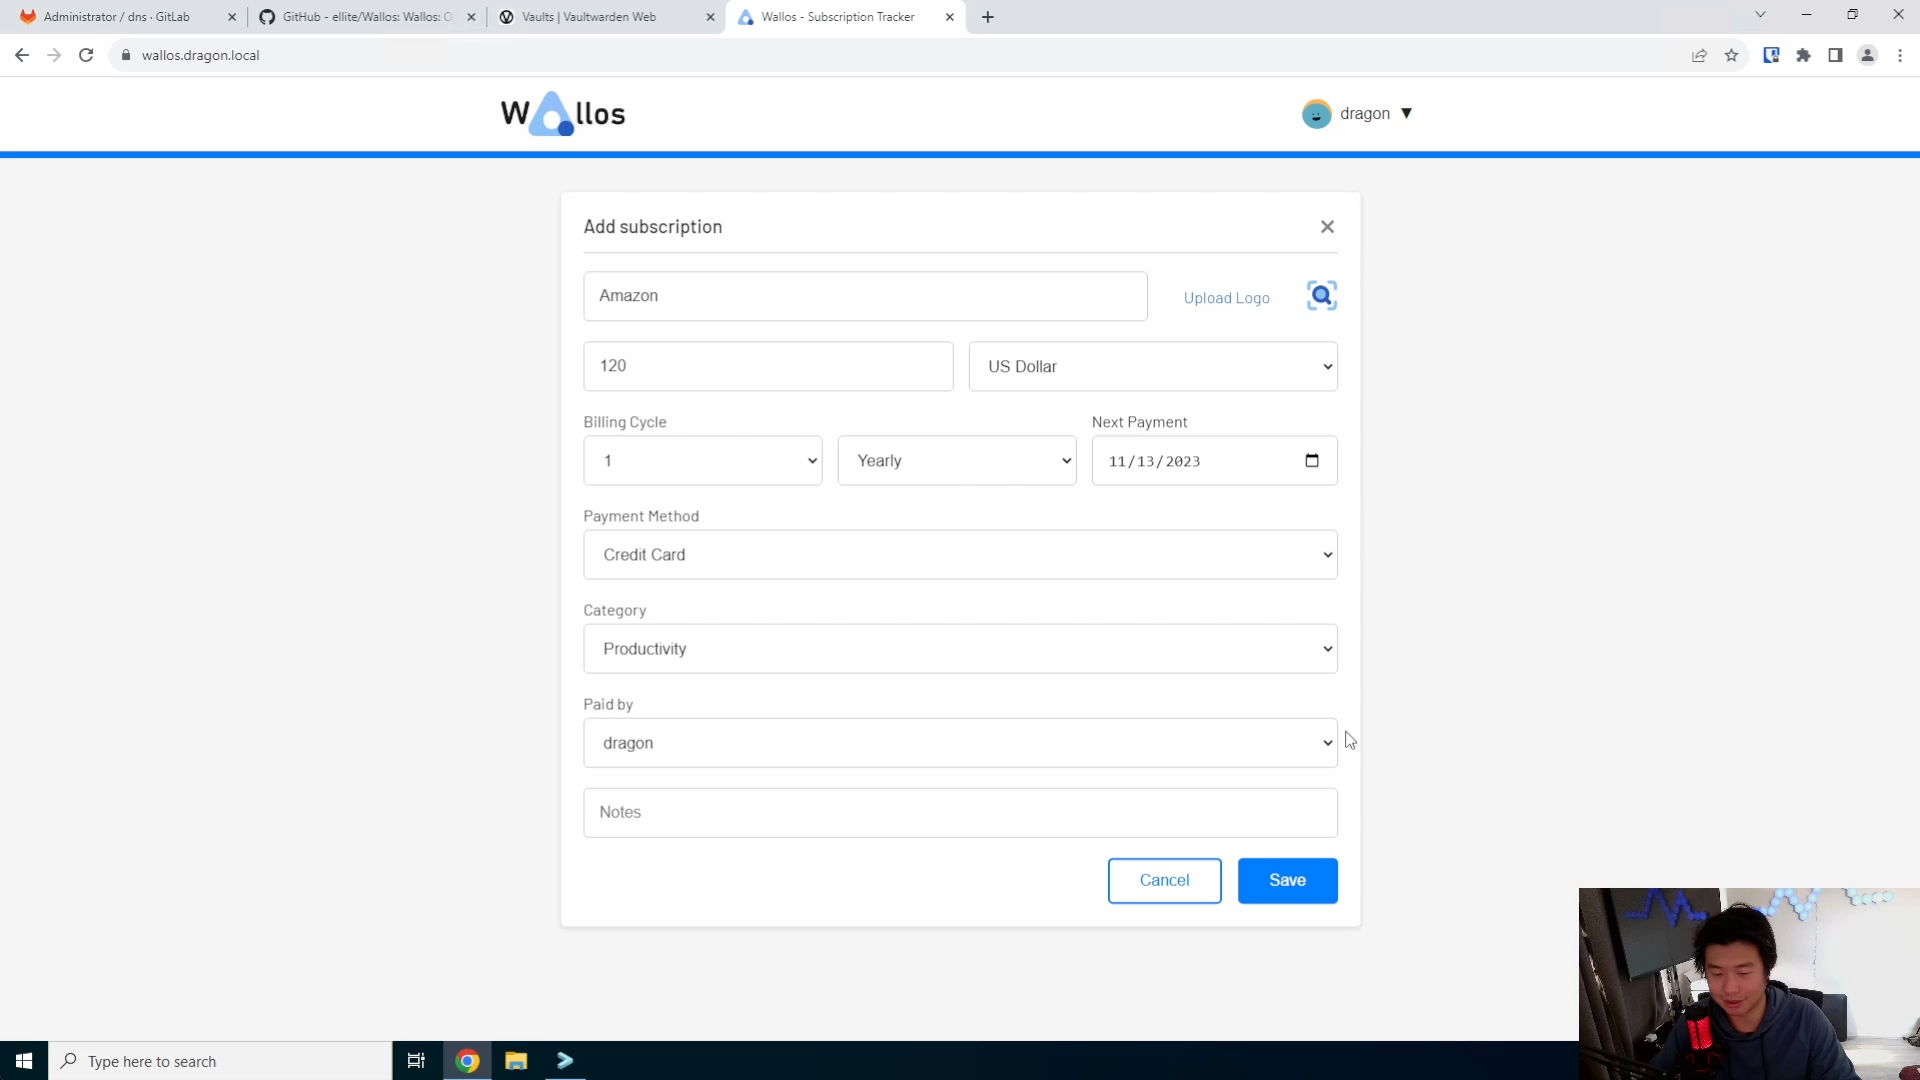 Administrator / dns · GitLab
GitHub - ellite/Wallos: Wallos: O
Vaults | Vaultwarden Web
Wallos - Subscription Tracker
wallos.dragon.local
Wallos
dragon ▼
Add subscription
Amazon
Upload Logo
120
US Dollar
Billing Cycle
Next Payment
1
Yearly
11/13/2023
Payment Method
Credit Card
Category
Productivity
Paid by
dragon
Notes
Cancel
Save
Type here to search